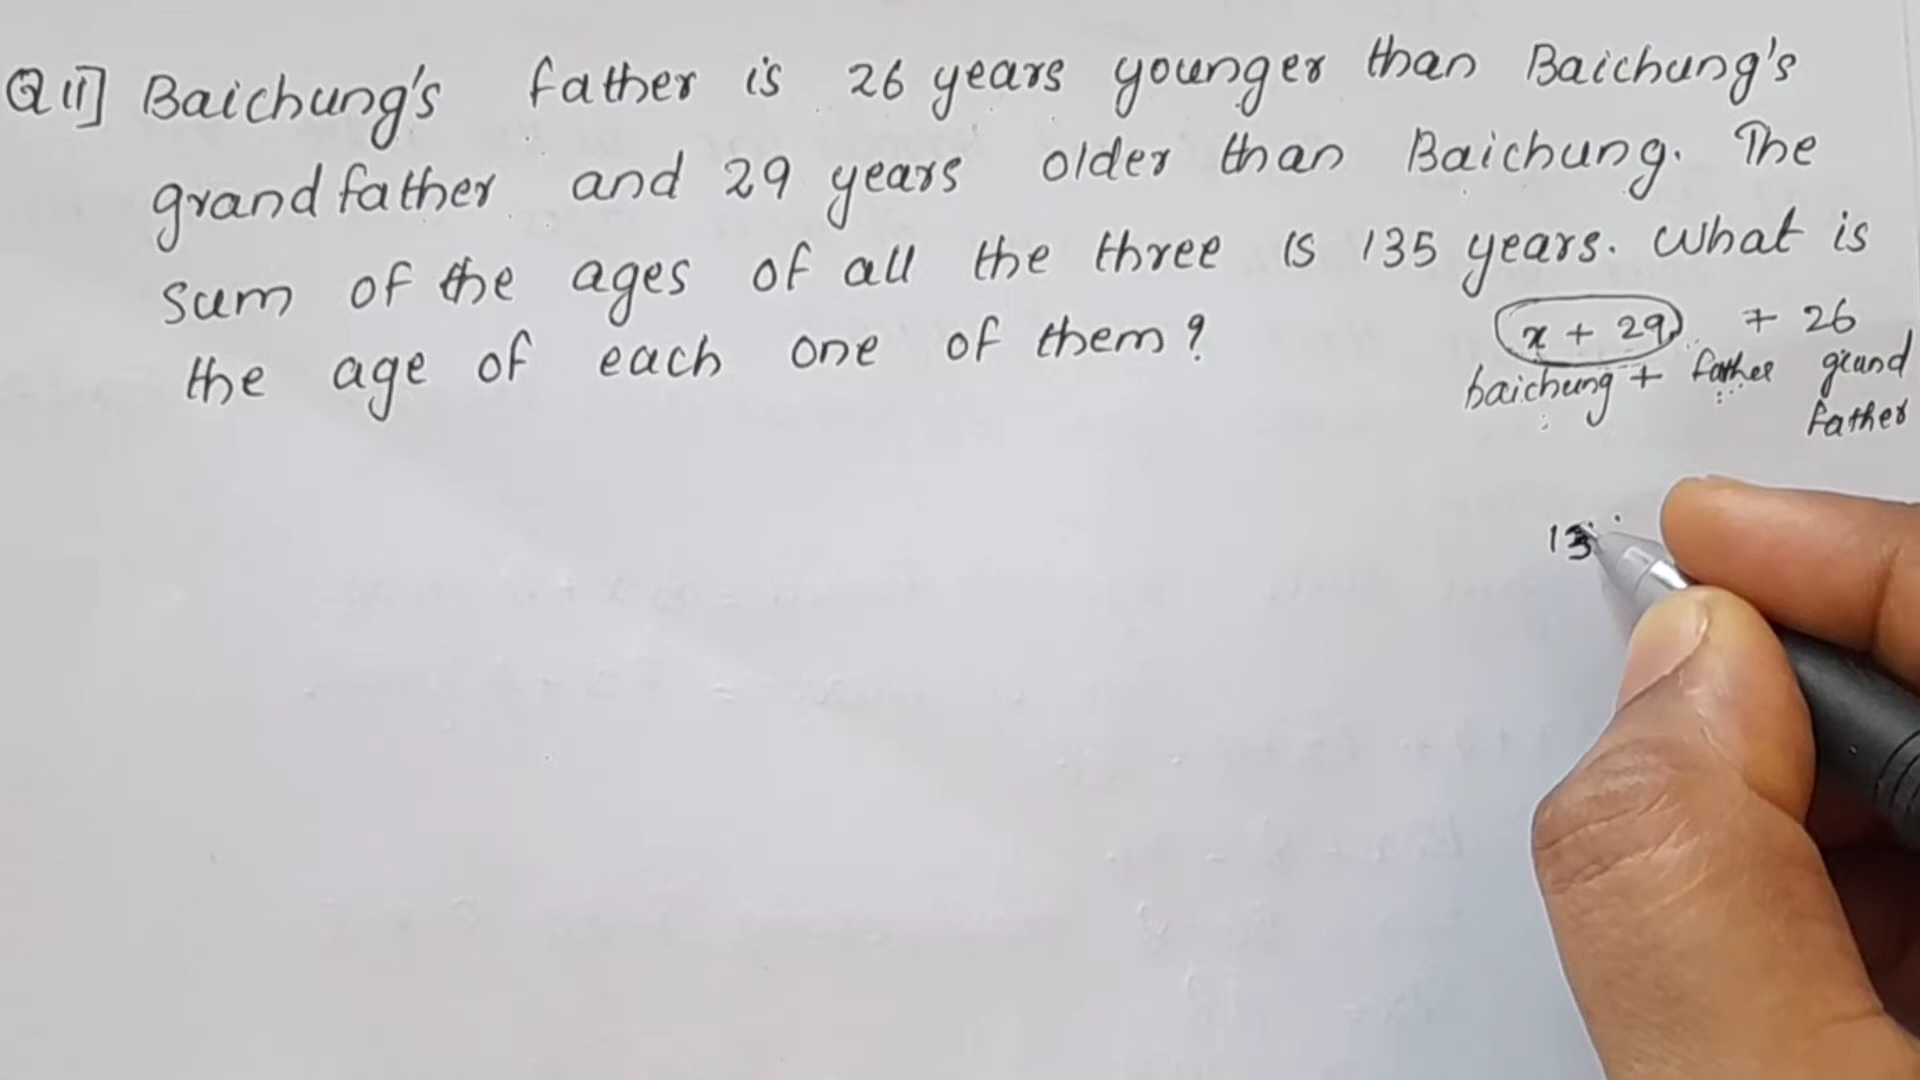 Q 11] Baichung's father is 26 years younger than Baichung's
grandfather and 29 years older than Baichung. The
sum of the ages of all the three is 135 years. What is
the age of each one of them?
x + 29 + 26
baichung + father grand
father
13